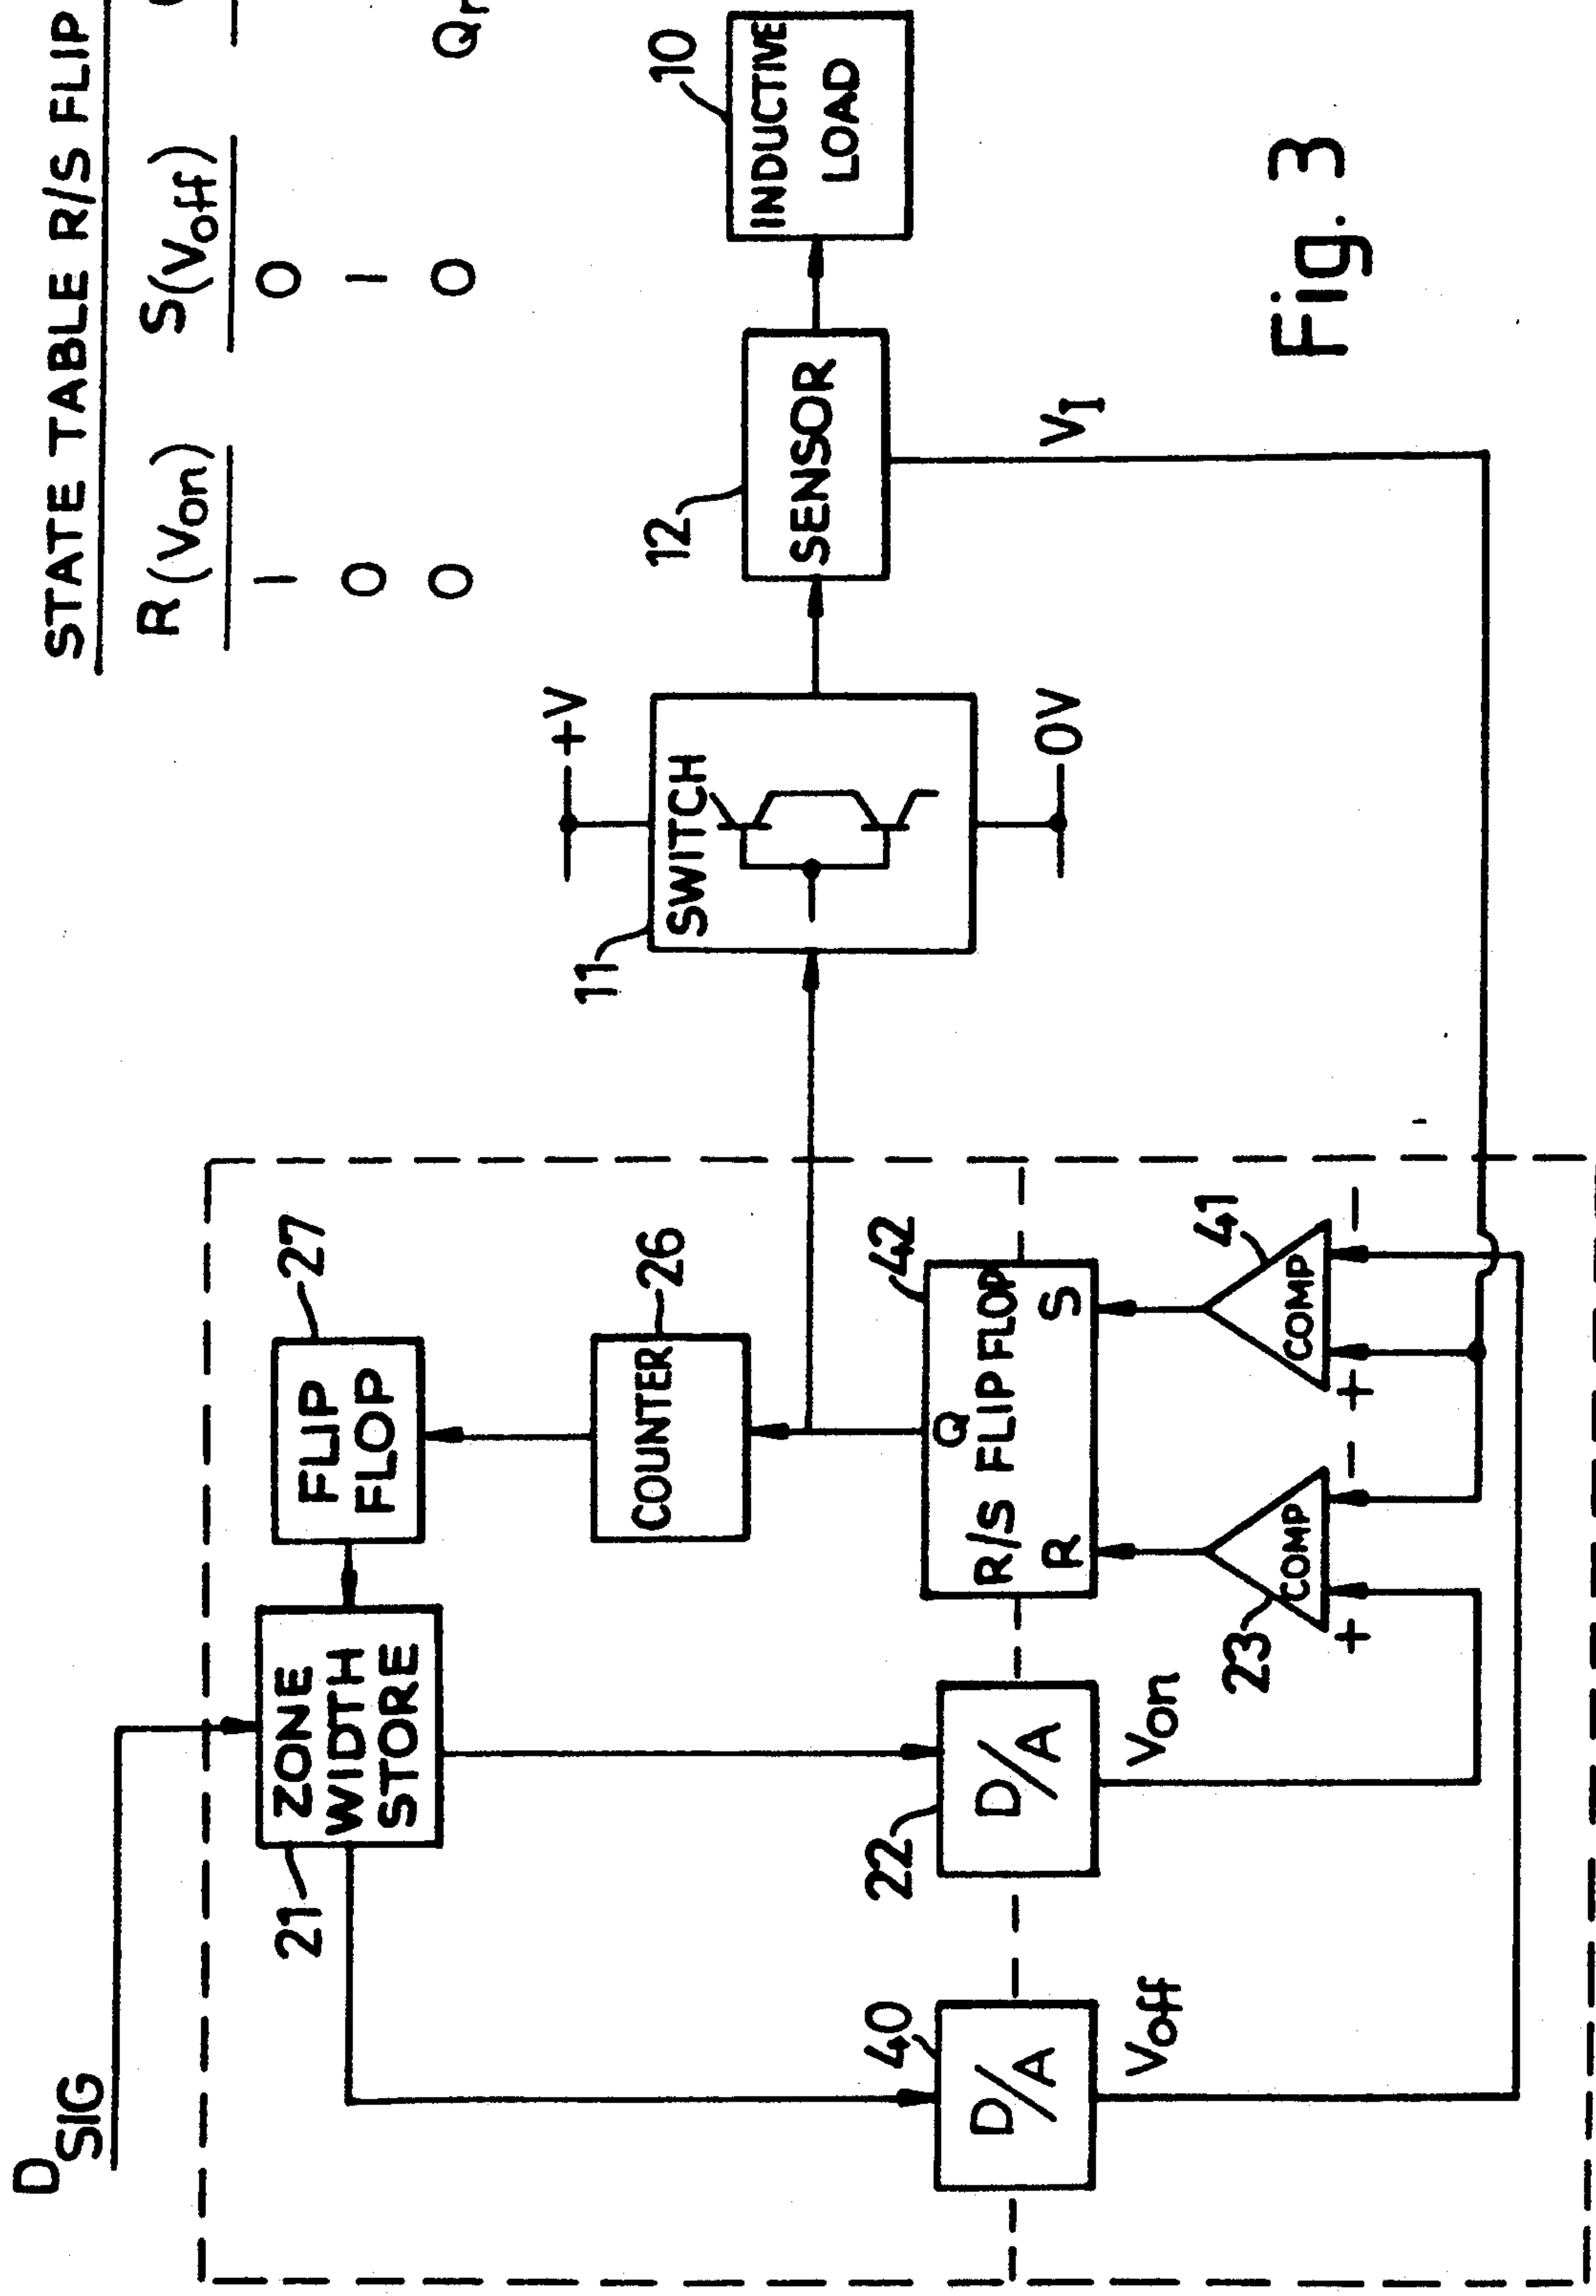 STATE TABLE R/S FLIP
R(Von) S(Voff)
1 0
0 1
0 0
DSIG
21
ZONE
WIDTH
STORE
27
FLIP
FLOP
26
COUNTER
40
D/A
Voff
22
D/A
Von
42
Q
R/S FLIP FLOP
R S
23
COMP
+ −
41
COMP
+ −
11
SWITCH
+V
0V
12
SENSOR
VI
10
INDUCTIVE
LOAD
Fig. 3